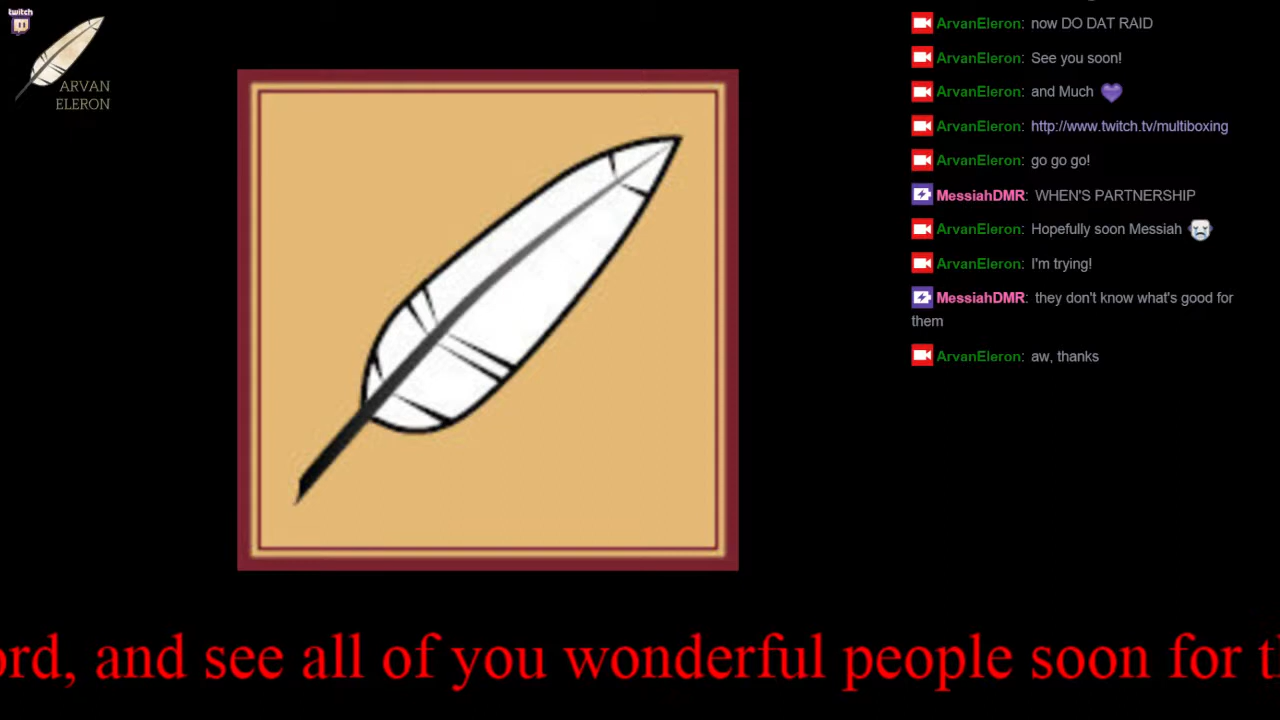 twitch
ARVAN
ELERON
ArvanEleron: now DO DAT RAID
ArvanEleron: See you soon!
ArvanEleron: and Much
ArvanEleron: http://www.twitch.tv/multiboxing
ArvanEleron: go go go!
MessiahDMR: WHEN'S PARTNERSHIP
ArvanEleron: Hopefully soon Messiah
ArvanEleron: I'm trying!
MessiahDMR: they don't know what's good for
them
ArvanEleron: aw, thanks
ord, and see all of you wonderful people soon for t